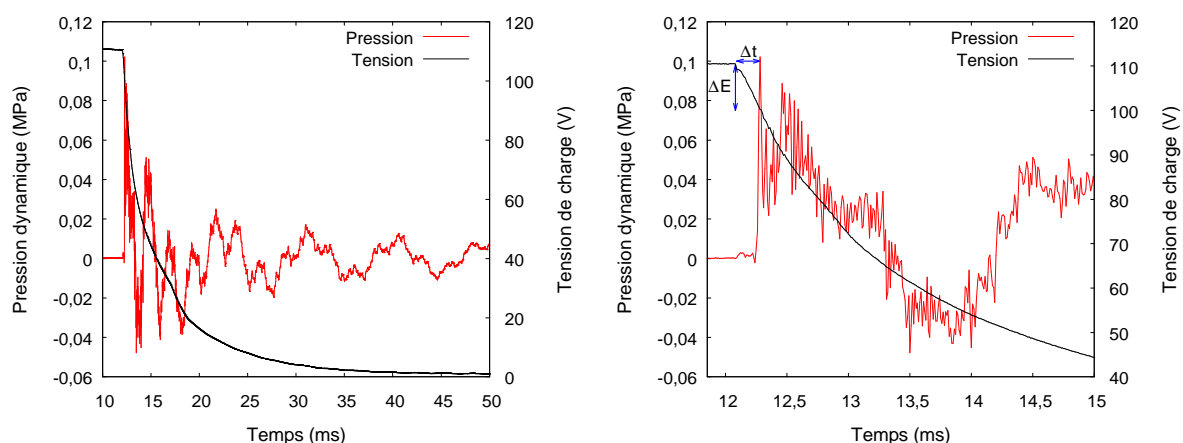 0,12
0,1
0,08
0,06
0,04
0,02
0
-0,02
-0,04
-0,06
10 15 20 25 30 35 40 45 50
0
20
40
60
80
100
120
Pression dynamique (MPa)
Tension de charge (V)
Temps (ms)
Pression
Tension
0,12
0,1
0,08
0,06
0,04
0,02
0
-0,02
-0,04
-0,06
12 12,5 13 13,5 14 14,5 15
40
50
60
70
80
90
100
110
120
Pression dynamique (MPa)
Tension de charge (V)
Temps (ms)
Δt
ΔE
Pression
Tension